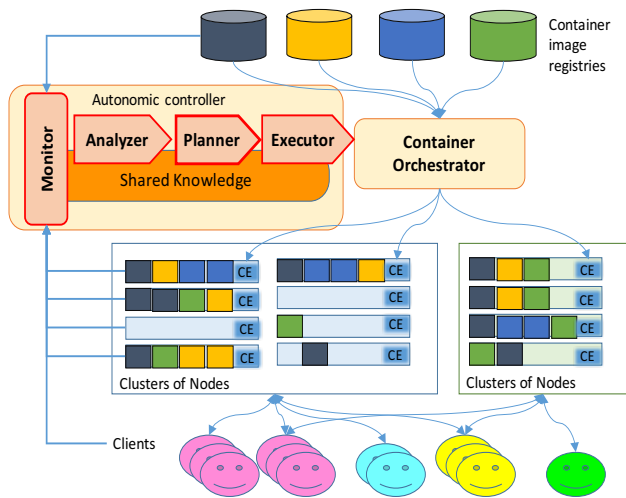 Container
image
registries
Autonomic controller
Monitor
Analyzer
Planner
Executor
Shared Knowledge
Container
Orchestrator
CE
CE
CE
CE
CE
CE
CE
CE
CE
CE
CE
CE
Clusters of Nodes
Clusters of Nodes
Clients